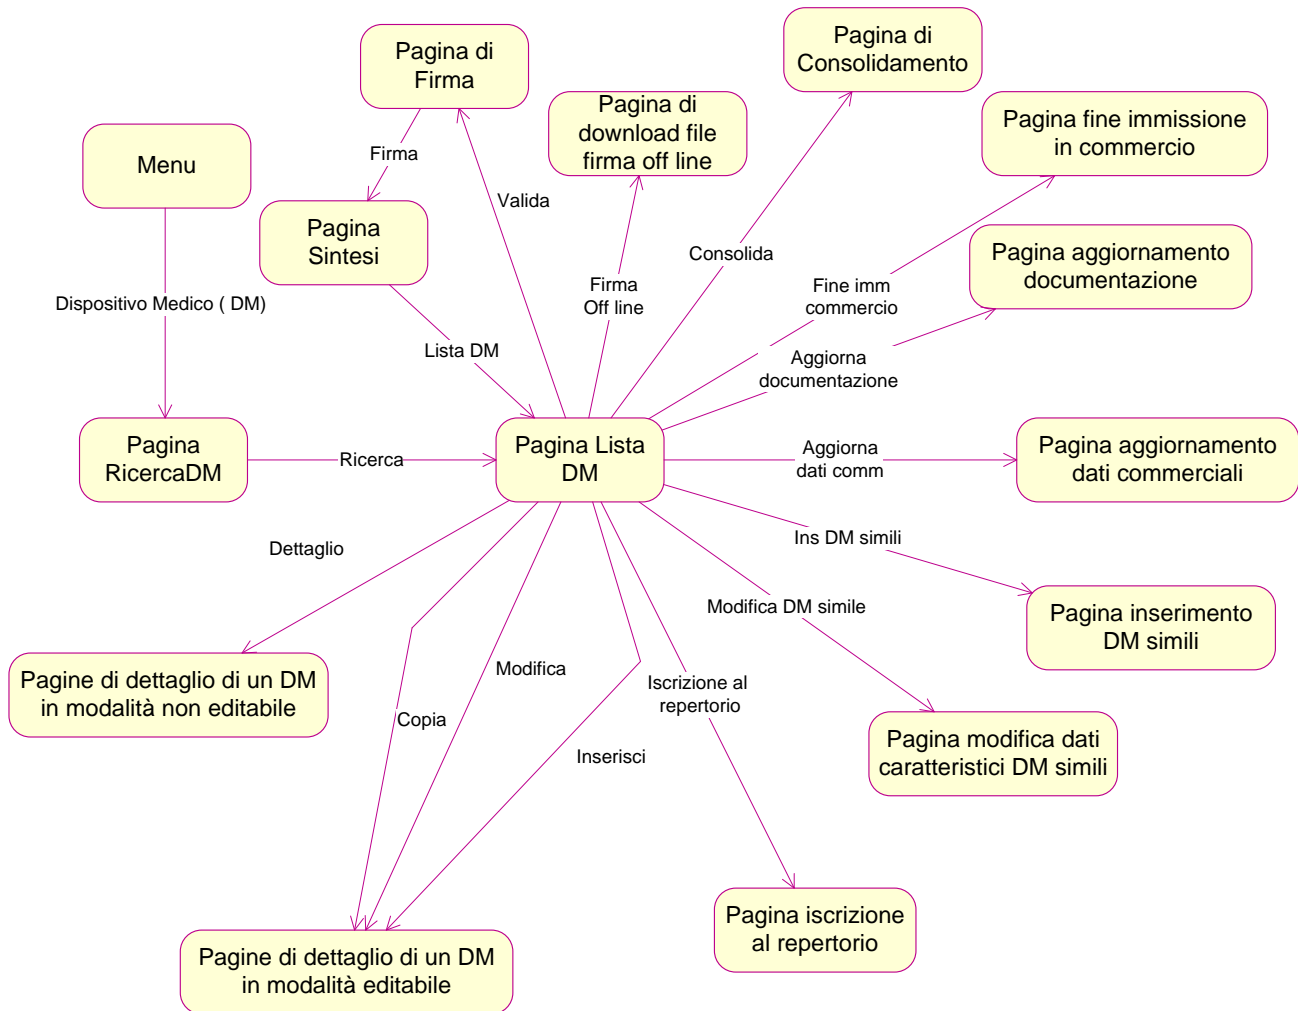 Pagina di
Firma
Pagina di
Consolidamento
Pagina di
download file
firma off line
Pagina fine immissione
in commercio
Menu
Firma
Valida
Pagina
Sintesi
Consolida
Pagina aggiornamento
documentazione
Dispositivo Medico ( DM)
Firma
Off line
Fine imm
commercio
Lista DM
Aggiorna
documentazione
Pagina
RicercaDM
Ricerca
Pagina Lista
DM
Aggiorna
dati comm
Pagina aggiornamento
dati commerciali
Dettaglio
Ins DM simili
Modifica DM simile
Pagina inserimento
DM simili
Pagine di dettaglio di un DM
in modalità non editabile
Modifica
Iscrizione al
repertorio
Copia
Inserisci
Pagina modifica dati
caratteristici DM simili
Pagina iscrizione
al repertorio
Pagine di dettaglio di un DM
in modalità editabile